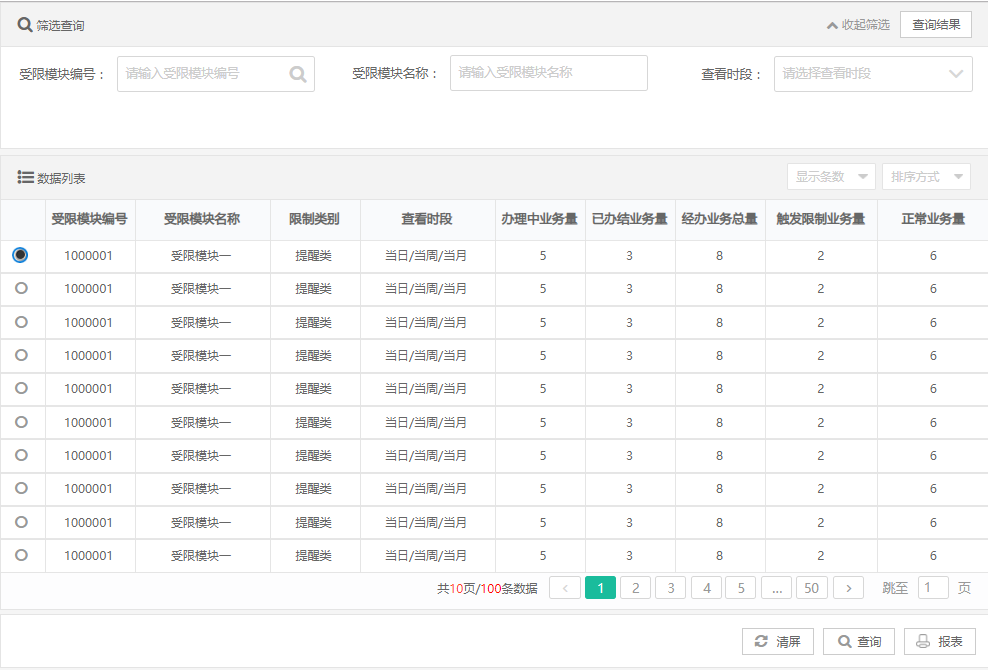 筛选查询 收起筛选 查询结果
受限模块编号： 请输入受限模块编号 受限模块名称： 请输入受限模块名称 查看时段： 请选择查看时段
数据列表 显示条数 排序方式
受限模块编号 受限模块名称 限制类别 查看时段 办理中业务量 已办结业务量 经办业务总量 触发限制业务量 正常业务量
1000001 受限模块一 提醒类 当日/当周/当月 5 3 8 2 6
1000001 受限模块一 提醒类 当日/当周/当月 5 3 8 2 6
1000001 受限模块一 提醒类 当日/当周/当月 5 3 8 2 6
1000001 受限模块一 提醒类 当日/当周/当月 5 3 8 2 6
1000001 受限模块一 提醒类 当日/当周/当月 5 3 8 2 6
1000001 受限模块一 提醒类 当日/当周/当月 5 3 8 2 6
1000001 受限模块一 提醒类 当日/当周/当月 5 3 8 2 6
1000001 受限模块一 提醒类 当日/当周/当月 5 3 8 2 6
1000001 受限模块一 提醒类 当日/当周/当月 5 3 8 2 6
1000001 受限模块一 提醒类 当日/当周/当月 5 3 8 2 6
共10页/100条数据 < 1 2 3 4 5 ... 50 > 跳至 1 页
清屏 查询 报表